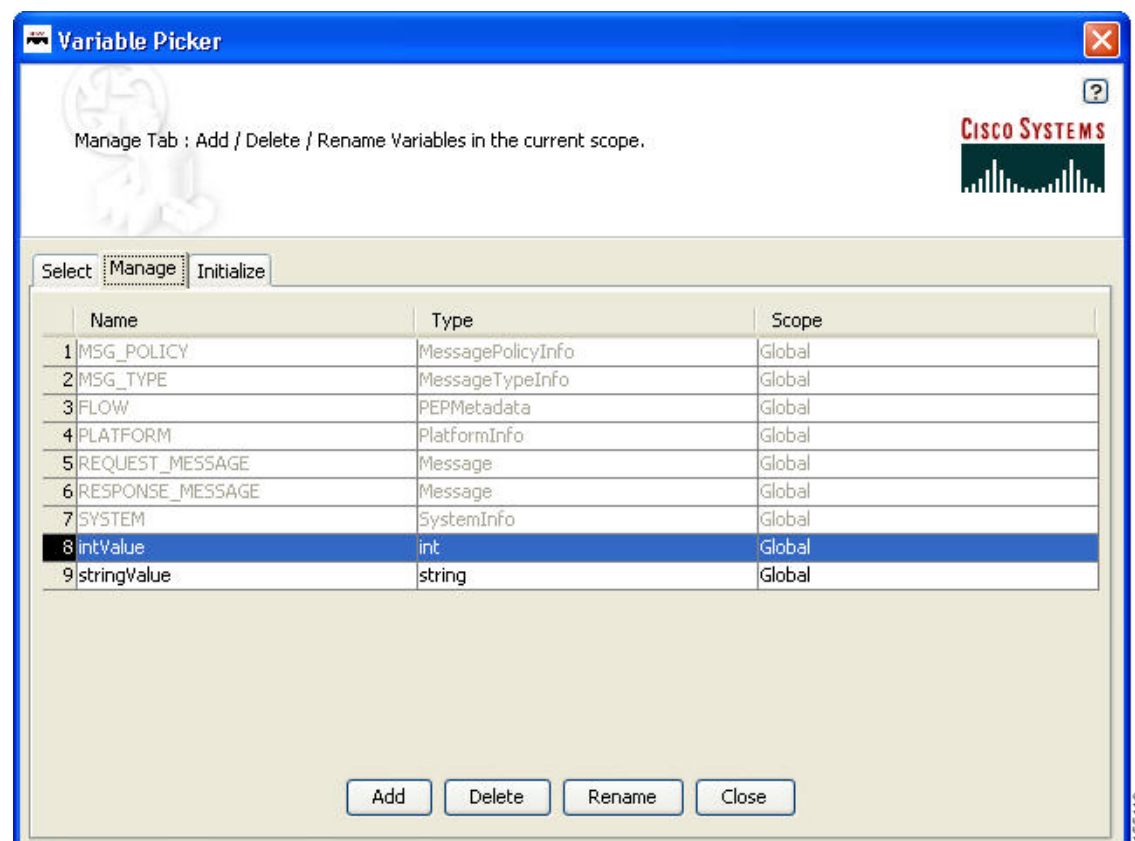 Variable Picker
?
Manage Tab : Add / Delete / Rename Variables in the current scope.
CISCO SYSTEMS
Select Manage Initialize
Name Type Scope
1 MSG_POLICY MessagePolicyInfo Global
2 MSG_TYPE MessageTypeInfo Global
3 FLOW PEPMetadata Global
4 PLATFORM PlatformInfo Global
5 REQUEST_MESSAGE Message Global
6 RESPONSE_MESSAGE Message Global
7 SYSTEM SystemInfo Global
8 intValue int Global
9 stringValue string Global
Add Delete Rename Close